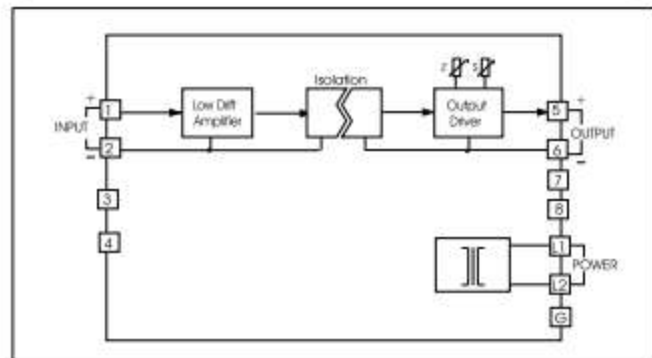 Z S
Isolation
+ 1 Low Drift Amplifier Output Driver 5 +
INPUT OUTPUT
− 2 6 −
3 7
8
4 L1
POWER
L2
G